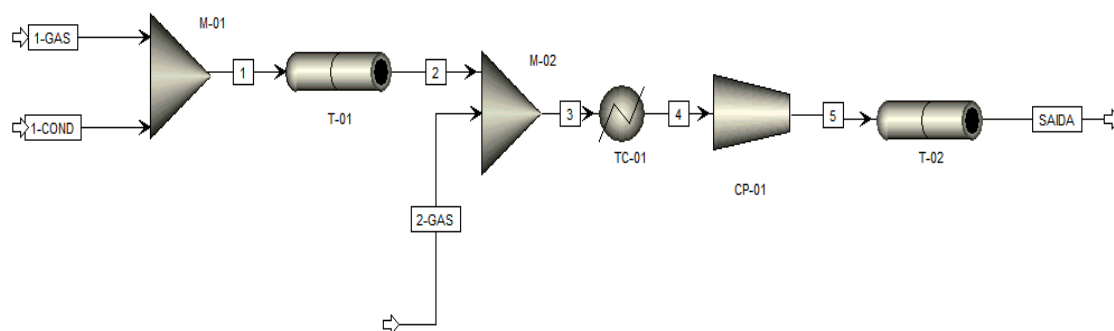 M-01
1-GAS
1
2
T-01
1-COND
M-02
3
4
TC-01
5
CP-01
T-02
SAIDA
2-GAS